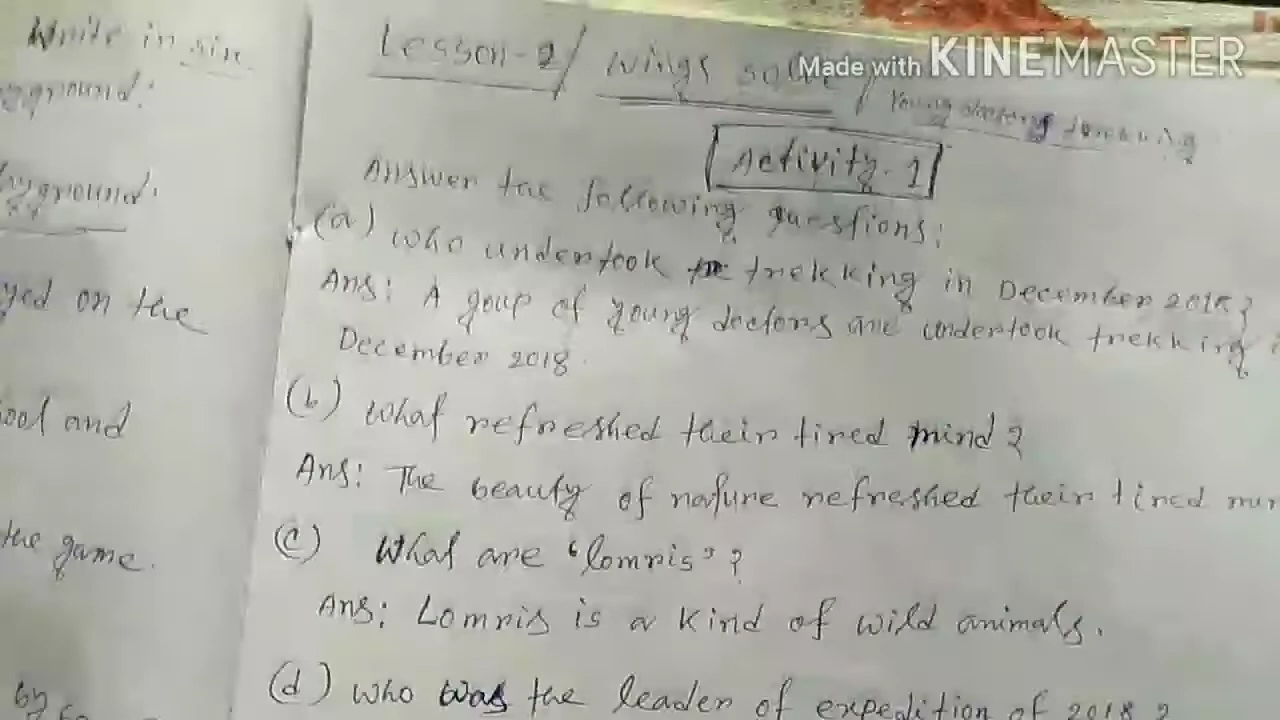 Write in six
Lesson-2/ wings
Made with KINEMASTER
Young doctors trekking
Activity-1
Answer the following questions:
(a) who undertook trekking in December 2018?
Ans: A goup of young doctors are undertook trekking
December 2018.
(b) What refreshed their tired mind?
Ans: The beauty of nature refreshed their tired
(c) What are 'lomris'?
Ans: Lomris is a kind of wild animals.
(d) who was the leader of expedition of 2018?
yed on the
ool and
the game.
by